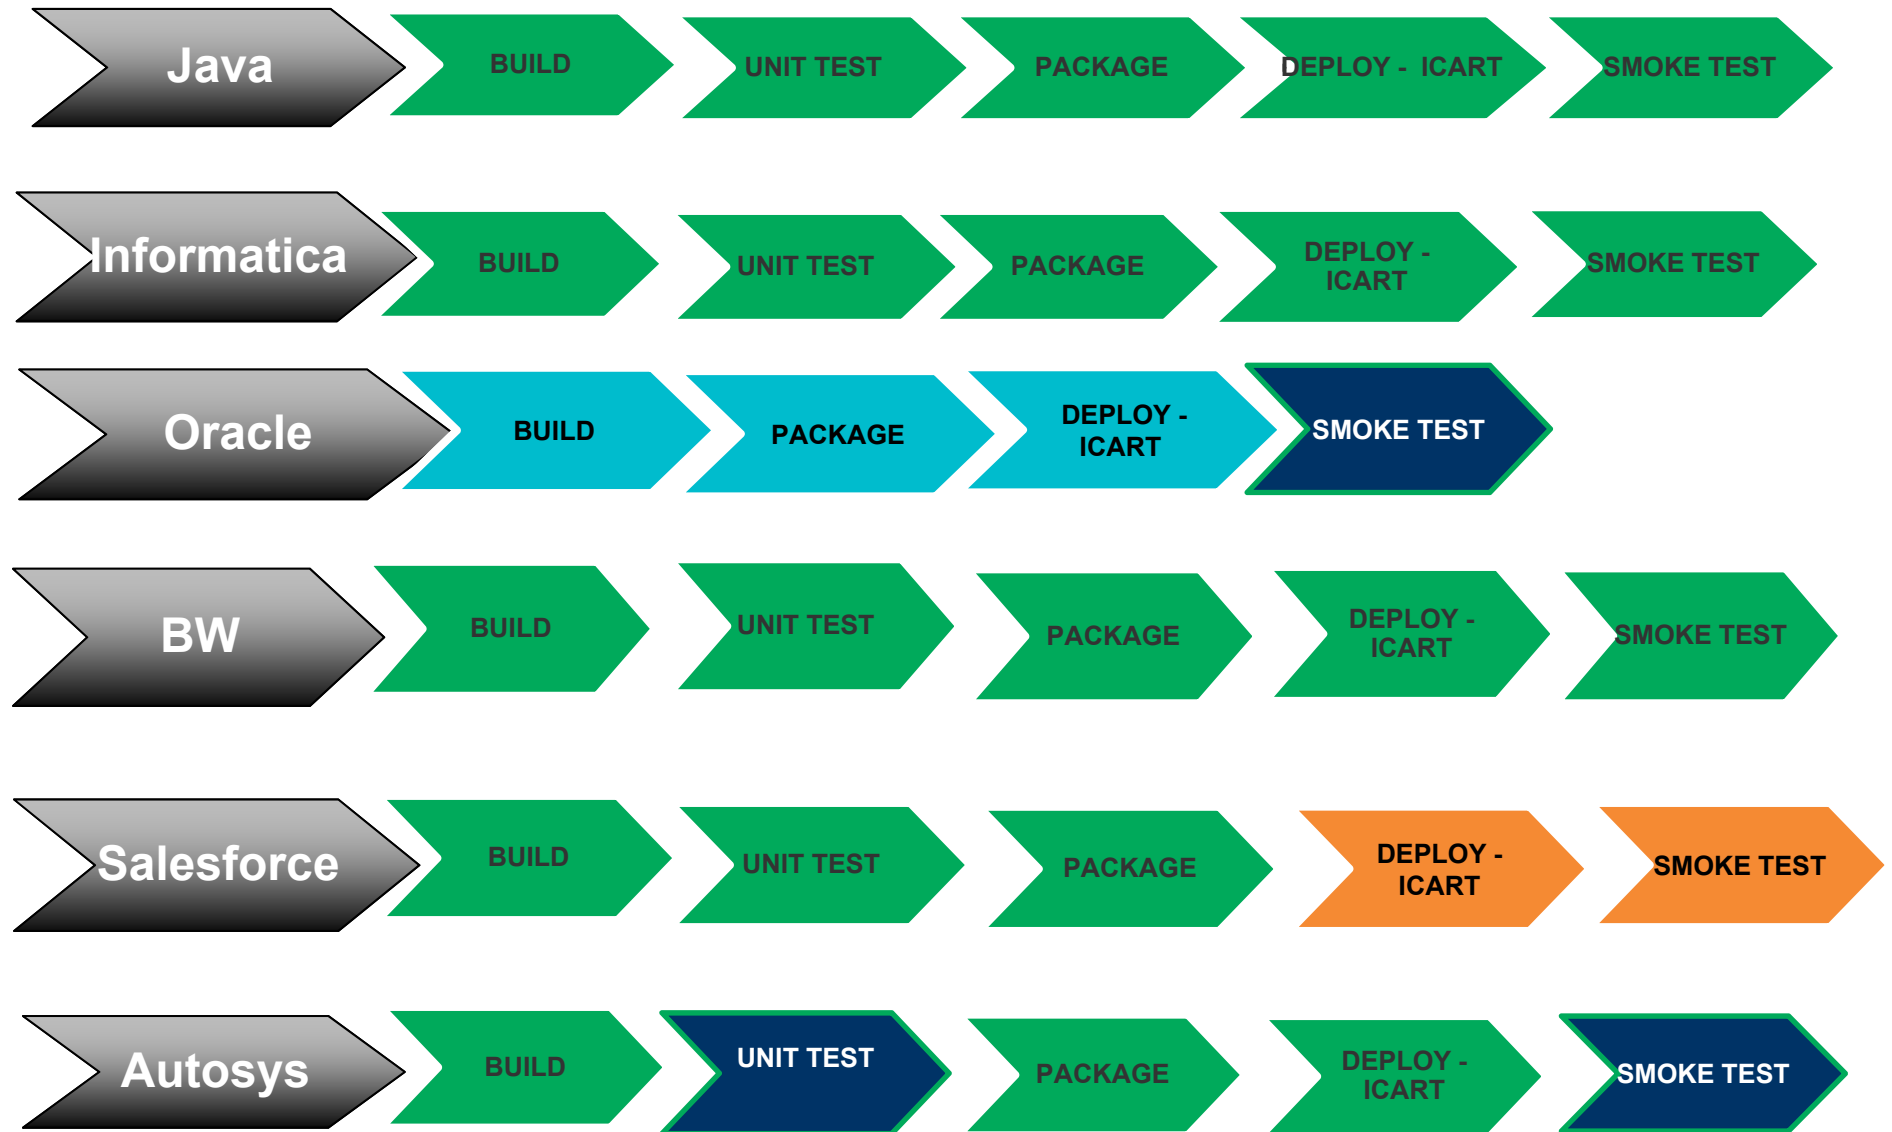 Java
BUILD
UNIT TEST
PACKAGE
DEPLOY - ICART
SMOKE TEST
Informatica
BUILD
UNIT TEST
PACKAGE
DEPLOY -
ICART
SMOKE TEST
Oracle
BUILD
PACKAGE
DEPLOY -
ICART
SMOKE TEST
BW
BUILD
UNIT TEST
PACKAGE
DEPLOY -
ICART
SMOKE TEST
Salesforce
BUILD
UNIT TEST
PACKAGE
DEPLOY -
ICART
SMOKE TEST
Autosys
BUILD
UNIT TEST
PACKAGE
DEPLOY -
ICART
SMOKE TEST